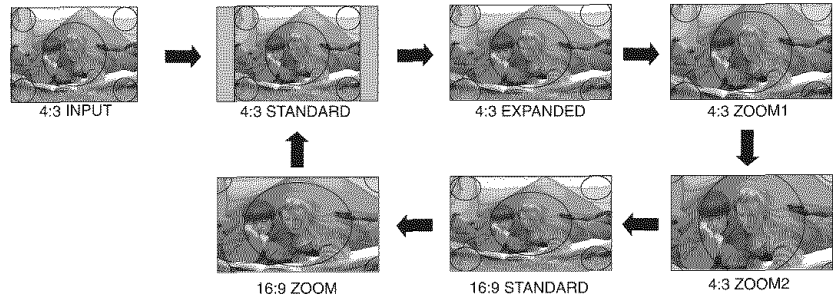 4:3 INPUT
4:3 STANDARD
4:3 EXPANDED
4:3 ZOOM1
16:9 ZOOM
16:9 STANDARD
4:3 ZOOM2